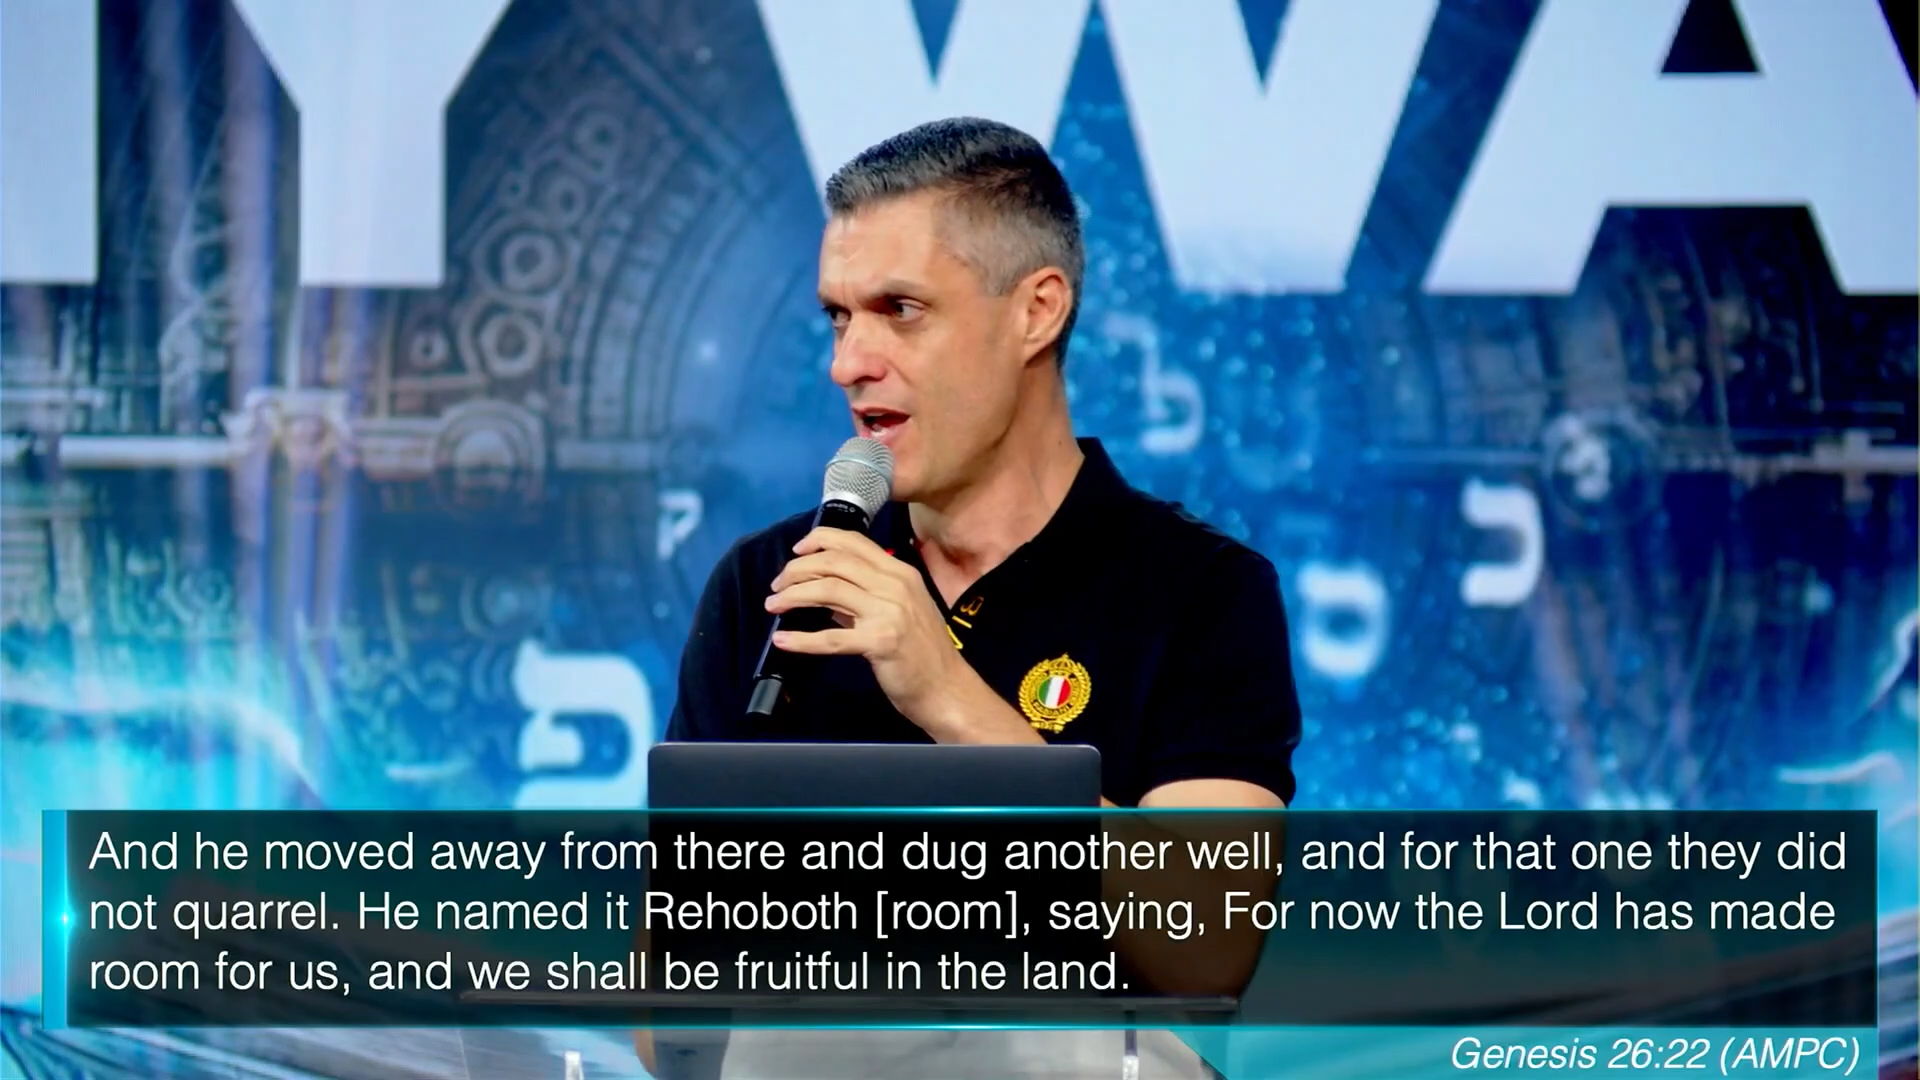 Y WA
And he moved away from there and dug another well, and for that one they did
not quarrel. He named it Rehoboth [room], saying, For now the Lord has made
room for us, and we shall be fruitful in the land.
Genesis 26:22 (AMPC)